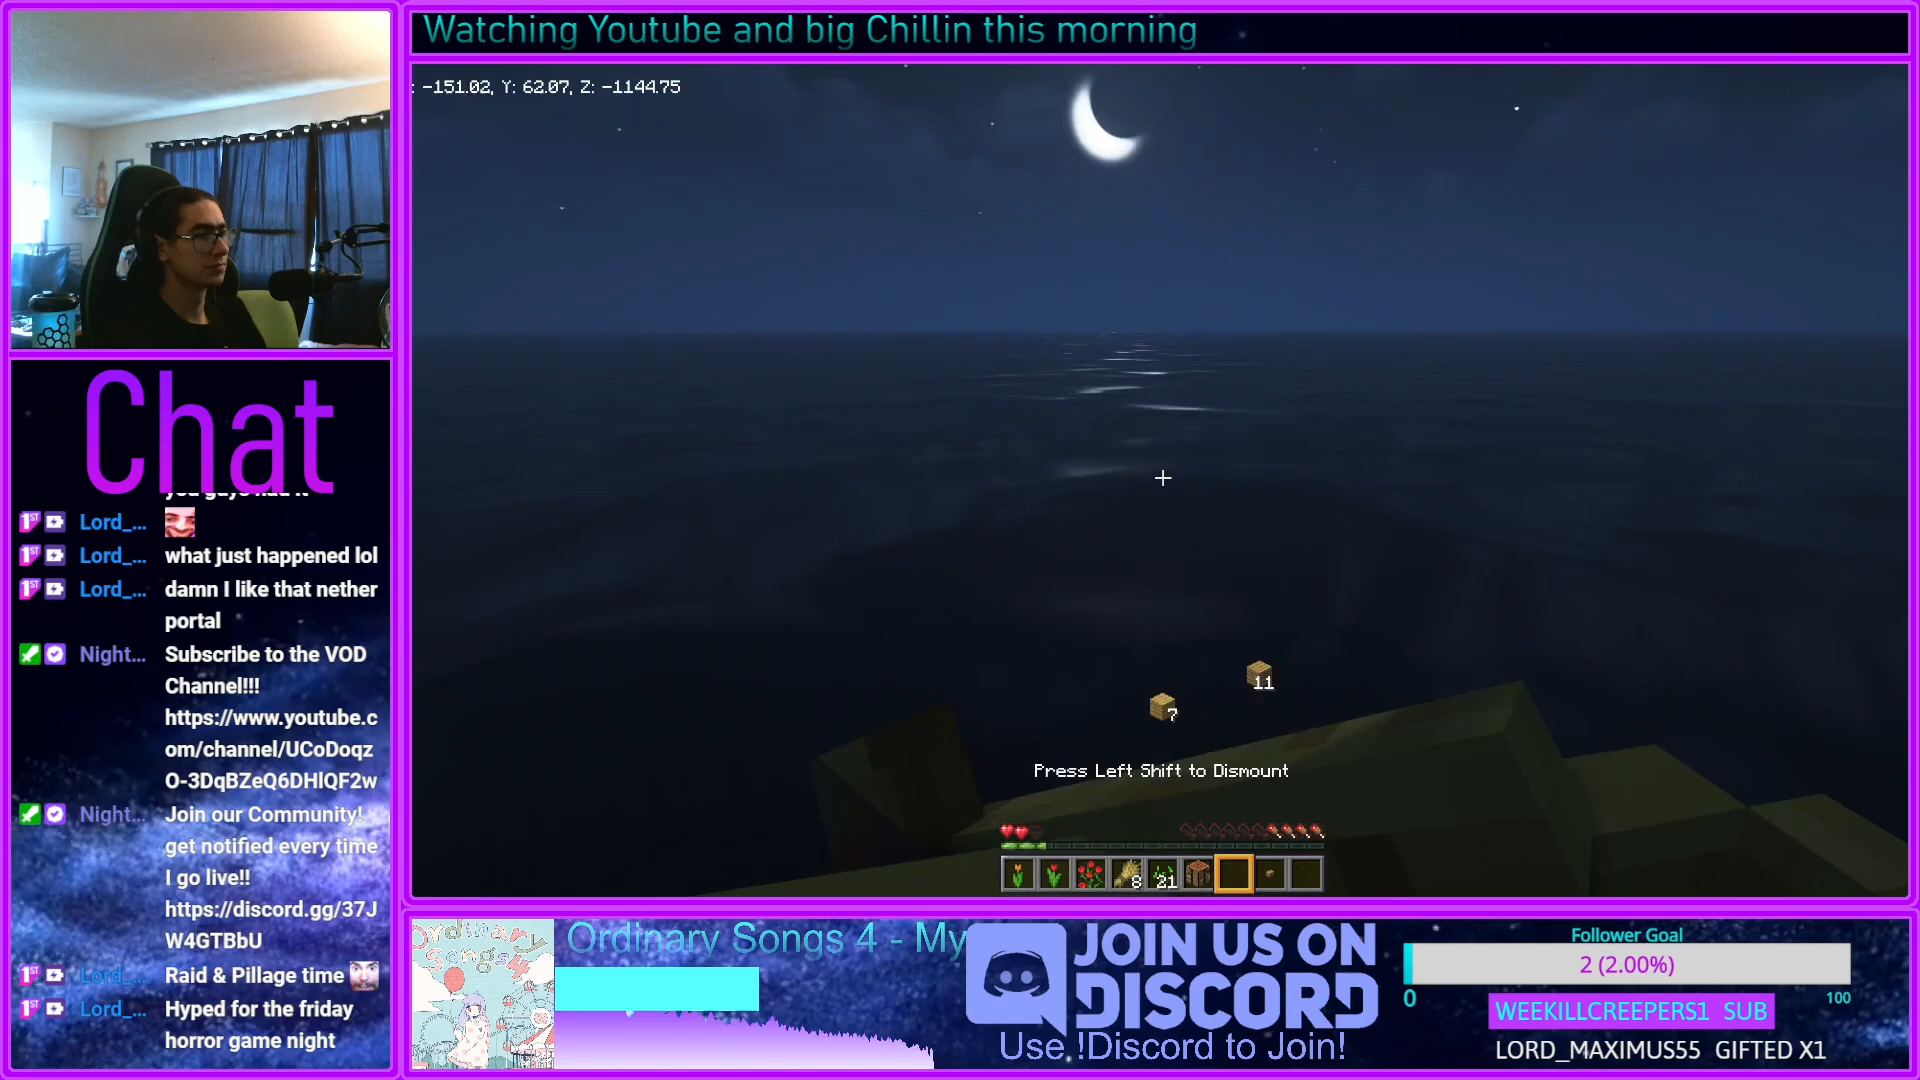 Watching Youtube and big Chillin this morning
: -151.02, Y: 62.07, Z: -1144.75
Chat
Lord_...
Lord_... what just happened lol
Lord_... damn I like that nether
portal
Night... Subscribe to the VOD
Channel!!!
https://www.youtube.c
om/channel/UCoDoqz
O-3DqBZeQ6DHlQF2w
Night... Join our Community!
get notified every time
I go live!!
https://discord.gg/37J
W4GTBbU
Lord_... Raid & Pillage time
Lord_... Hyped for the friday
horror game night
11
7
Press Left Shift to Dismount
8 21
Ordinary Songs 4
Ordinary Songs 4 - My
JOIN US ON
DISCORD
Use !Discord to Join!
Follower Goal
2 (2.00%)
0 100
WEEKILLCREEPERS1 SUB
LORD_MAXIMUS55 GIFTED X1